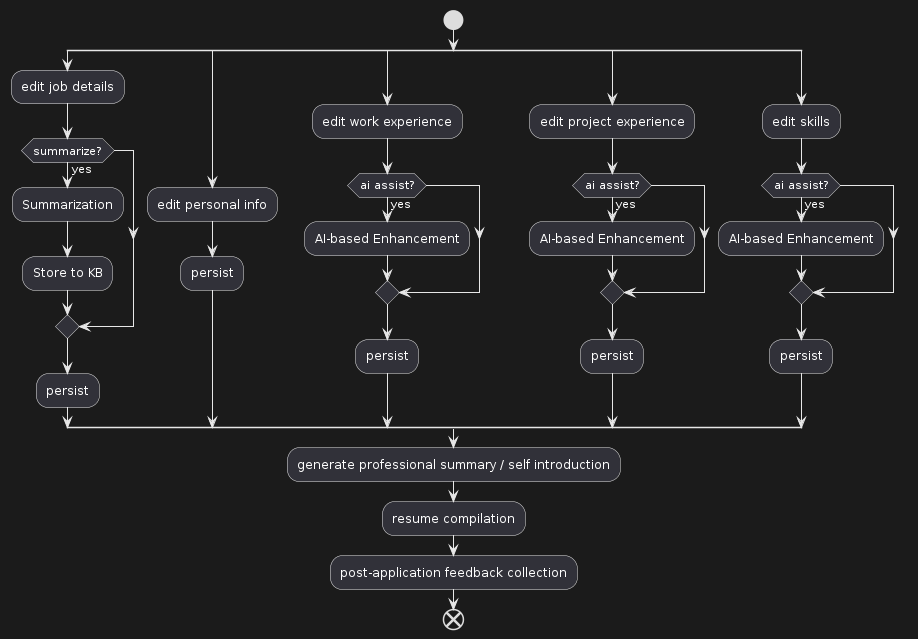 edit job details
summarize?
yes
Summarization
Store to KB
persist
edit personal info
persist
edit work experience
ai assist?
yes
AI-based Enhancement
persist
edit project experience
ai assist?
yes
AI-based Enhancement
persist
edit skills
ai assist?
yes
AI-based Enhancement
persist
generate professional summary / self introduction
resume compilation
post-application feedback collection